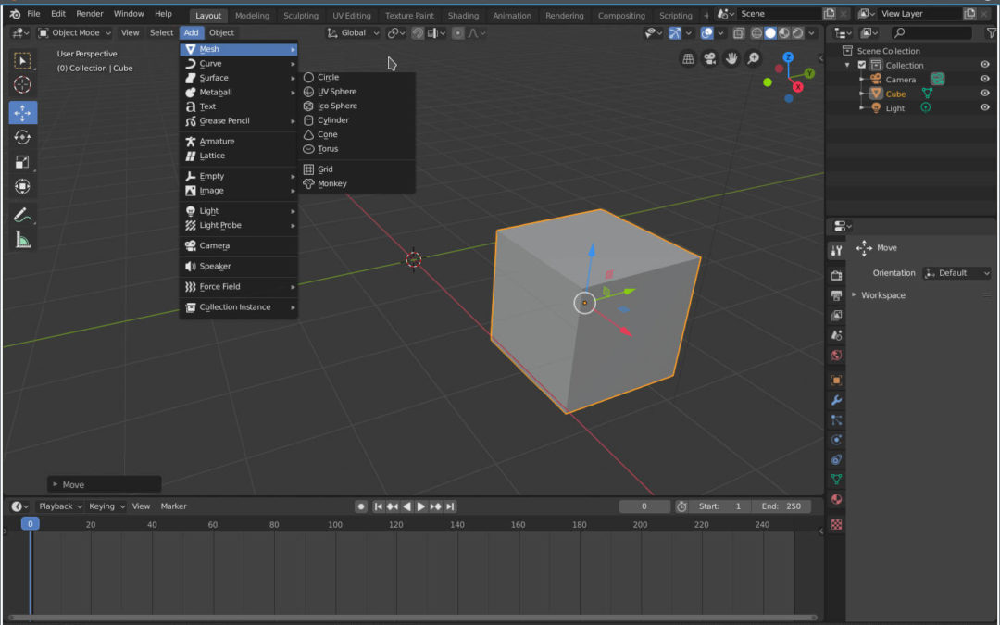 File Edit Render Window Help Layout Modeling Sculpting UV Editing Texture Paint Shading Animation Rendering Compositing Scripting + Scene View Layer
Object Mode View Select Add Object Global
User Perspective
(0) Collection | Cube
Mesh
Curve
Surface
Metaball
Text
Grease Pencil
Armature
Lattice
Empty
Image
Light
Light Probe
Camera
Speaker
Force Field
Collection Instance
Circle
UV Sphere
Ico Sphere
Cylinder
Cone
Torus
Grid
Monkey
Z
Y
X
Scene Collection
Collection
Camera
Cube
Light
Move
Orientation Default
Workspace
Move
Playback Keying View Marker 0 Start: 1 End: 250
0 20 40 60 80 100 120 140 160 180 200 220 240